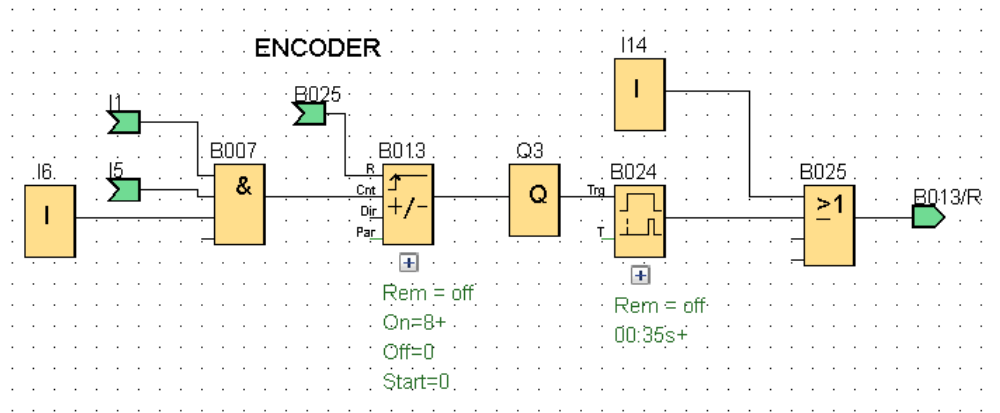 ENCODER
I14
I
I1
B025
I6
I5
B007
B013
Q3
B024
B025
I
&
R
Cnt
Dir
Par
+/-
Q
Trg
T
≥1
B013/R
Rem = off
On=8+
Off=0
Start=0
Rem = off
00:35s+